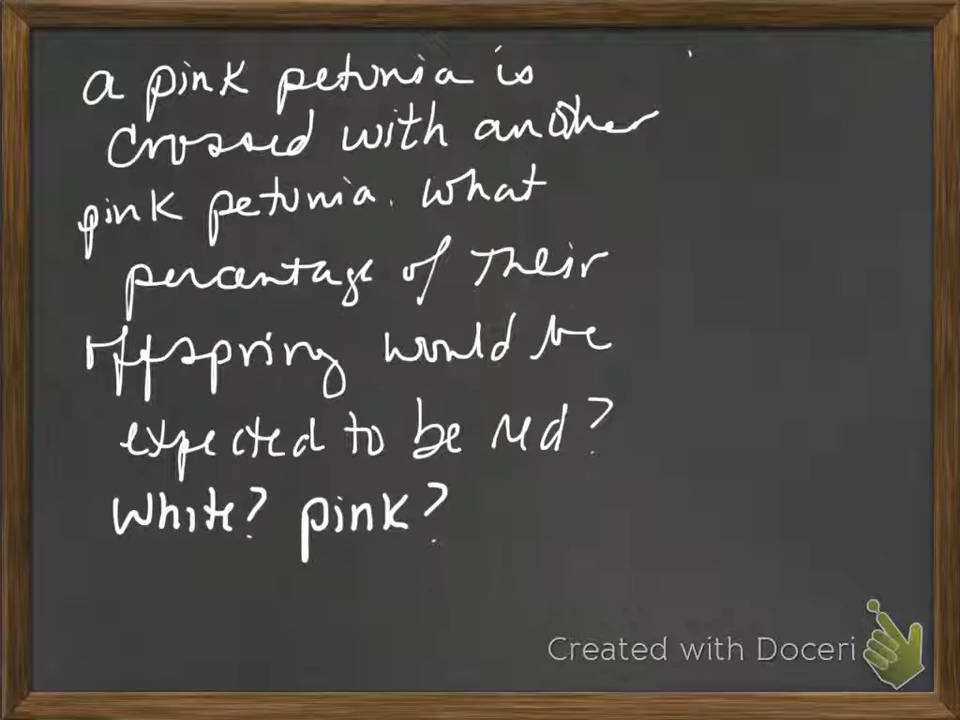 a pink petunia is
crossed with another
pink petunia. what
percentage of their
offspring would be
expected to be red?
white? pink?
Created with Doceri